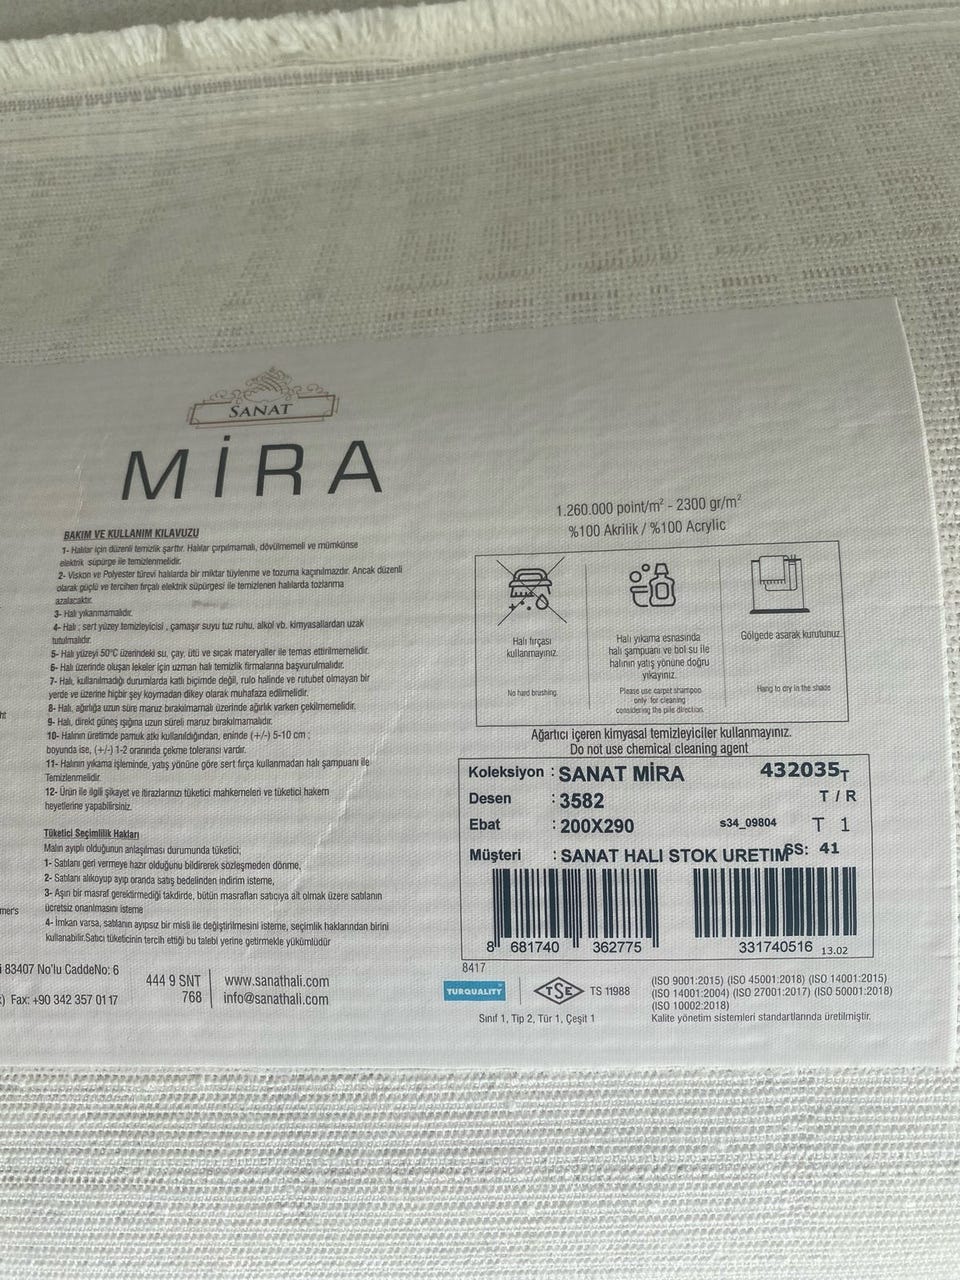 SANAT
MİRA
BAKIM VE KULLANIM KILAVUZU
1- Halılar için düzenli temizlik şarttır. Halılar çırpılmamalı, dövülmemeli ve mümkünse
elektrik süpürge ile temizlenmelidir.
2- Viskon ve Polyester türevi halılarda bir miktar tüylenme ve tozuma kaçınılmazdır. Ancak düzenli
olarak güçlü ve tercihen fırçalı elektrik süpürgesi ile temizlenen halılarda tozlanma
azalacaktır.
3- Halı yıkanmamalıdır.
4- Halı ; sert yüzey temizleyicisi , çamaşır suyu tuz ruhu, alkol vb. kimyasallardan uzak
tutulmalıdır.
5- Halı yüzeyi 50°C üzerindeki su, çay, ütü ve sıcak materyaller ile temas ettirilmemelidir.
6- Halı üzerinde oluşan lekeler için uzman halı temizlik firmalarına başvurulmalıdır.
7- Halı, kullanılmadığı durumlarda katlı biçimde değil, rulo halinde ve rutubet olmayan bir
yerde ve üzerine hiçbir şey koymadan dikey olarak muhafaza edilmelidir.
8- Halı, ağırlığa uzun süre maruz bırakılmamalı üzerinde ağırlık varken çekilmemelidir.
9- Halı, direkt güneş ışığına uzun süreli maruz bırakılmamalıdır.
10- Halının üretimde pamuk atkı kullanıldığından, eninde (+/-) 5-10 cm ;
boyunda ise, (+/-) 1-2 oranında çekme toleransı vardır.
11- Halının yıkama işleminde, yatış yönüne göre sert fırça kullanmadan halı şampuanı ile
Temizlenmelidir.
12- Ürün ile ilgili şikayet ve itirazlarınızı tüketici mahkemeleri ve tüketici hakem
heyetlerine yapabilirsiniz.
Tüketici Seçimlilik Hakları
Malın ayıplı olduğunun anlaşılması durumunda tüketici;
1- Satılanı geri vermeye hazır olduğunu bildirerek sözleşmeden dönme,
2- Satılanı alıkoyup ayıp oranda satış bedelinden indirim isteme,
3- Aşırı bir masraf gerektirmediği takdirde, bütün masrafları satıcıya ait olmak üzere satılanın
ücretsiz onarılmasını isteme
4- İmkan varsa, satılanın ayıpsız bir misli ile değiştirilmesini isteme, seçimlik haklarından birini
kullanabilir.Satıcı tüketicinin tercih ettiği bu talebi yerine getirmekle yükümlüdür
83407 No'lu CaddeNo: 6
Fax: +90 342 357 01 17
444 9 SNT
768
www.sanathali.com
info@sanathali.com
1.260.000 point/m² - 2300 gr/m²
%100 Akrilik / %100 Acrylic
Halı fırçası
kullanmayınız.
No hard brushing
Halı yıkama esnasında
halı şampuanı ve bol su ile
halının yatış yönüne doğru
yıkayınız.
Please use carpet shampoo
only for cleaning
considering the pile direction.
Gölgede asarak kurutunuz.
Hang to dry in the shade
Ağartıcı içeren kimyasal temizleyiciler kullanmayınız.
Do not use chemical cleaning agent
Koleksiyon : SANAT MİRA 432035T
Desen : 3582 T / R
Ebat : 200X290 s34_09804 T 1
Müşteri : SANAT HALI STOK URETIM SS: 41
8 681740 362775
331740516 13.02
8417
TURQUALITY
TSE
TS 11988
Sınıf 1, Tip 2, Tür 1, Çeşit 1
(ISO 9001:2015) (ISO 45001:2018) (ISO 14001:2015)
(ISO 14001:2004) (ISO 27001:2017) (ISO 50001:2018)
(ISO 10002:2018)
Kalite yönetim sistemleri standartlarında üretilmiştir.